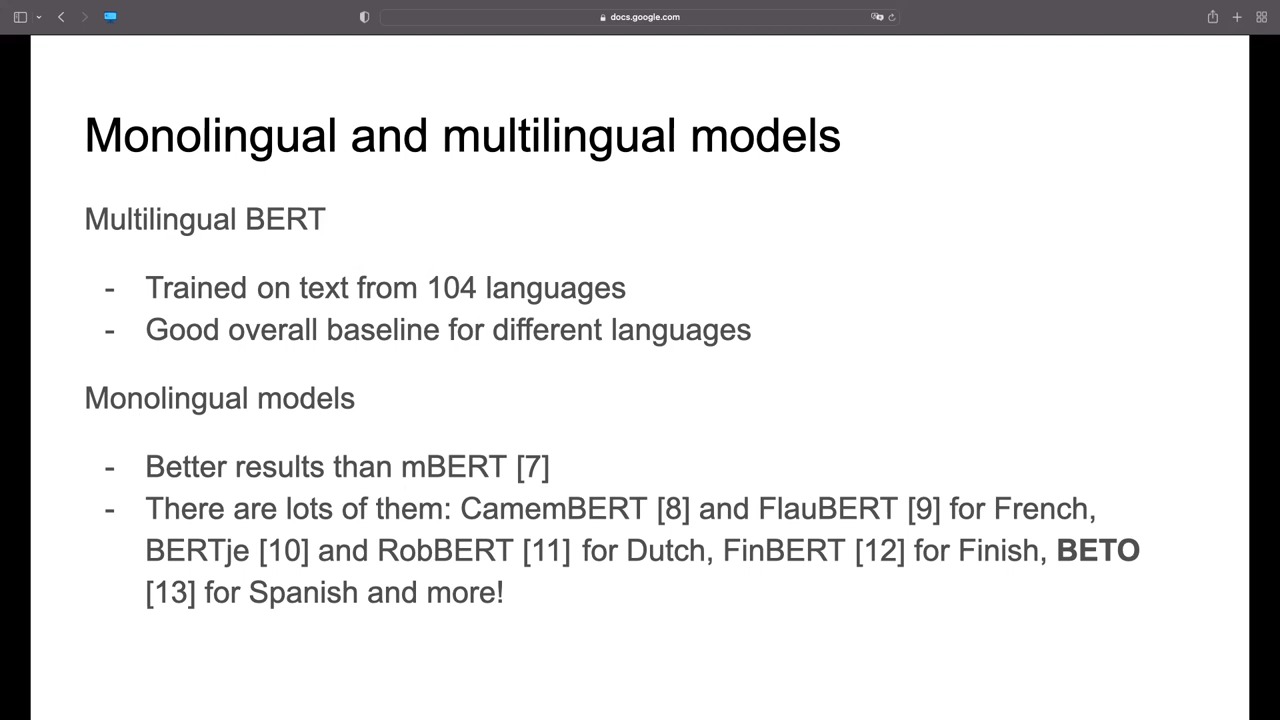 docs.google.com
Monolingual and multilingual models
Multilingual BERT
- Trained on text from 104 languages
- Good overall baseline for different languages
Monolingual models
- Better results than mBERT [7]
- There are lots of them: CamemBERT [8] and FlauBERT [9] for French,
BERTje [10] and RobBERT [11] for Dutch, FinBERT [12] for Finish, BETO
[13] for Spanish and more!